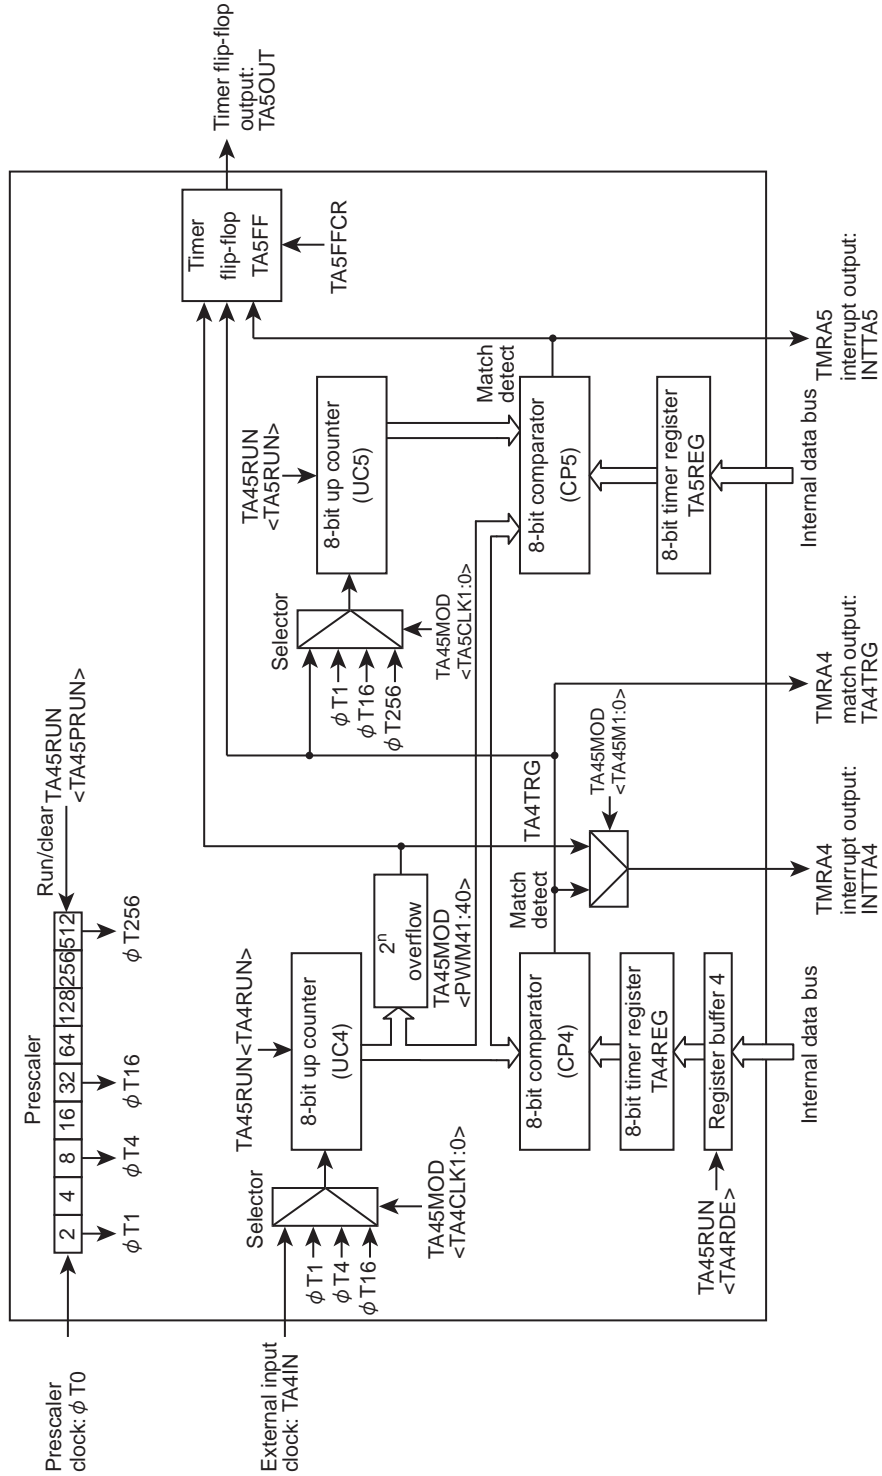 Prescaler
clock: ϕT0
Prescaler
2 4 8 16 32 64 128 256 512
Run/clear
TA45RUN
<TA45PRUN>
ϕT1
ϕT4
ϕT16
ϕT256
External input
clock: TA4IN
Selector
ϕT1
ϕT4
ϕT16
TA45MOD
<TA4CLK1:0>
TA45RUN<TA4RUN>
8-bit up counter
(UC4)
2ⁿ
overflow
TA45MOD
<PWM41:40>
8-bit comparator
(CP4)
Match
detect
8-bit timer register
TA4REG
Register buffer 4
TA45RUN
<TA4RDE>
Internal data bus
TA4TRG
TA45MOD
<TA45M1:0>
TMRA4
interrupt output:
INTTA4
TMRA4
match output:
TA4TRG
Selector
ϕT1
ϕT16
ϕT256
TA45MOD
<TA5CLK1:0>
TA45RUN
<TA5RUN>
8-bit up counter
(UC5)
8-bit comparator
(CP5)
Match
detect
8-bit timer register
TA5REG
Internal data bus
Timer
flip-flop
TA5FF
TA5FFCR
Timer flip-flop
output:
TA5OUT
TMRA5
interrupt output:
INTTA5